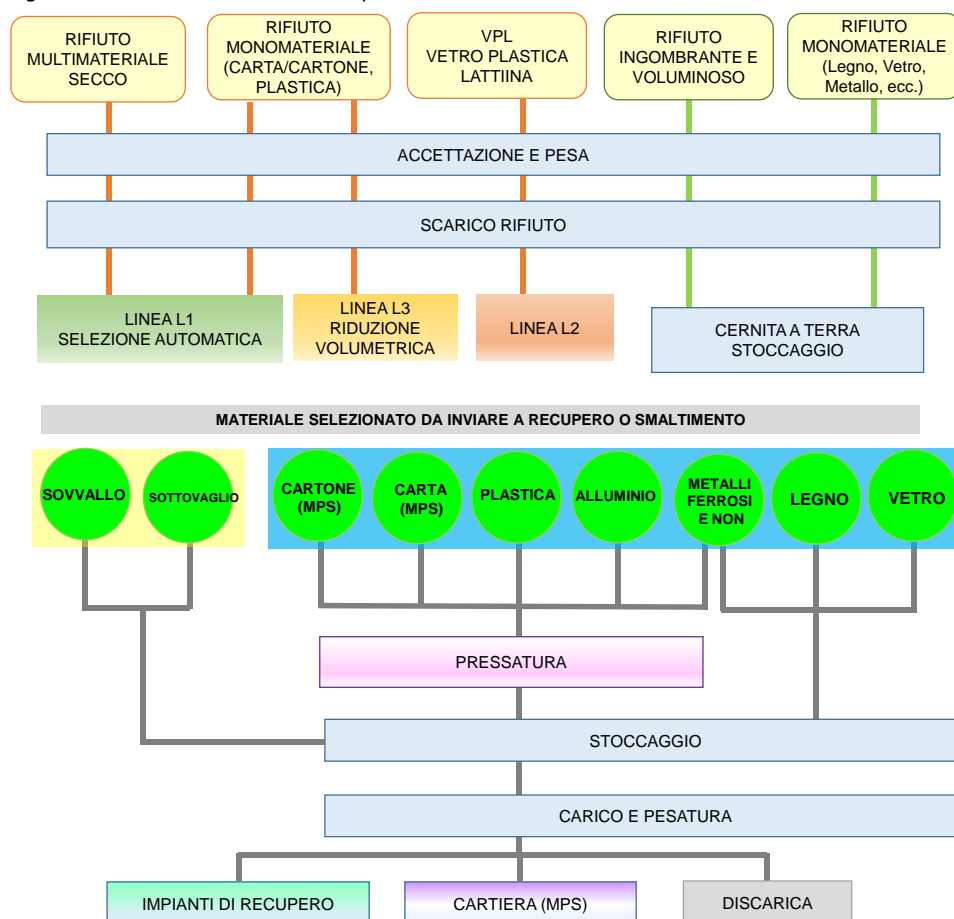 RIFIUTO
MULTIMATERIALE
SECCO
RIFIUTO
MONOMATERIALE
(CARTA/CARTONE,
PLASTICA)
VPL
VETRO PLASTICA
LATTIINA
RIFIUTO
INGOMBRANTE E
VOLUMINOSO
RIFIUTO
MONOMATERIALE
(Legno, Vetro,
Metallo, ecc.)
ACCETTAZIONE E PESA
SCARICO RIFIUTO
LINEA L1
SELEZIONE AUTOMATICA
LINEA L3
RIDUZIONE
VOLUMETRICA
LINEA L2
CERNITA A TERRA
STOCCAGGIO
MATERIALE SELEZIONATO DA INVIARE A RECUPERO O SMALTIMENTO
SOVVALLO
SOTTOVAGLIO
CARTONE
(MPS)
CARTA
(MPS)
PLASTICA
ALLUMINIO
METALLI
FERROSI
E NON
LEGNO
VETRO
PRESSATURA
STOCCAGGIO
CARICO E PESATURA
IMPIANTI DI RECUPERO
CARTIERA (MPS)
DISCARICA